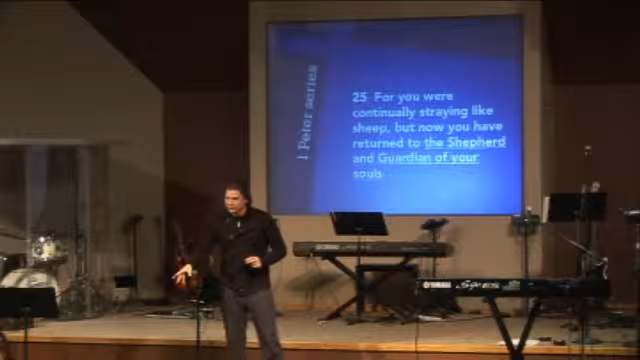 1 Peter series
25 For you were
continually straying like
sheep, but now you have
returned to the Shepherd
and Guardian of your
souls
YAMAHA